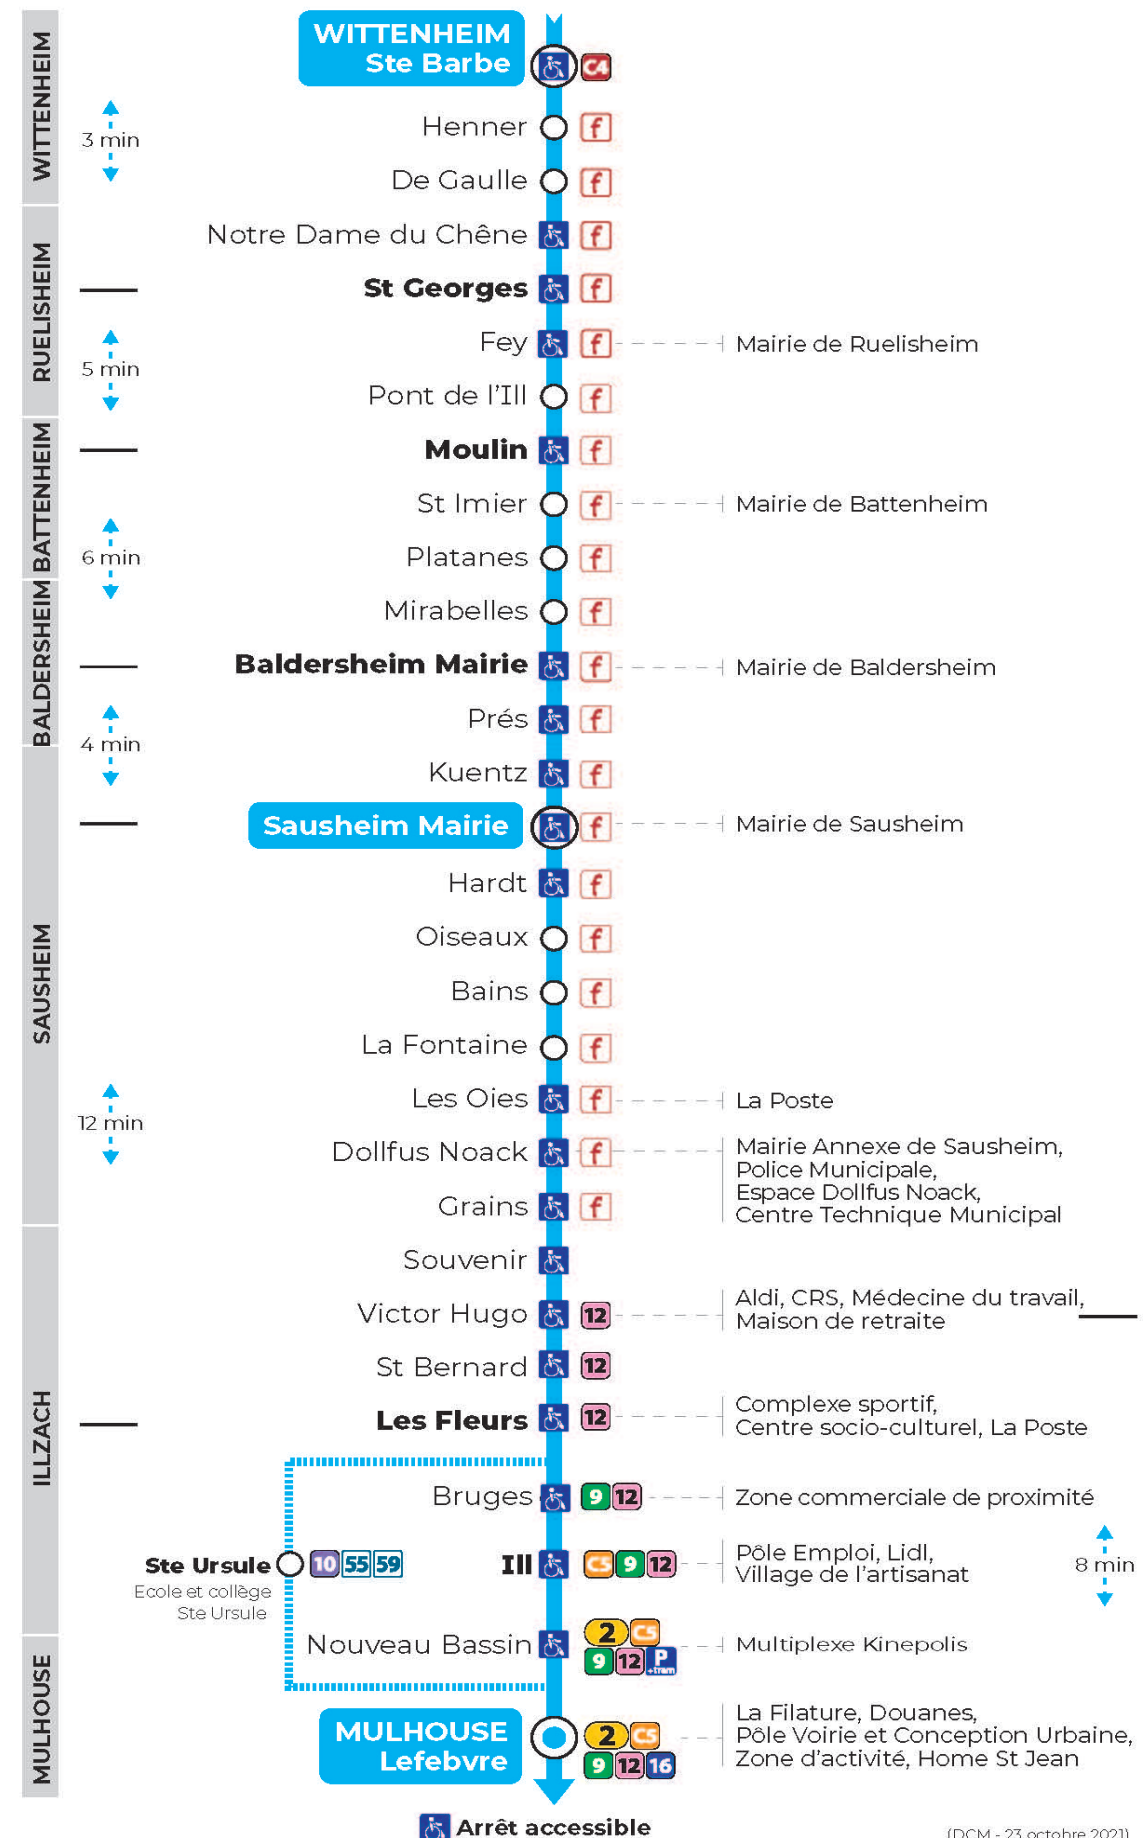 WITTENHEIM
WITTENHEIM
Ste Barbe
C4
3 min
Henner
f
De Gaulle
f
RUELISHEIM
Notre Dame du Chêne
f
St Georges
f
Fey
f
Mairie de Ruelisheim
5 min
Pont de l'Ill
f
BATTENHEIM
Moulin
f
St Imier
f
Mairie de Battenheim
6 min
Platanes
f
BALDERSHEIM
Mirabelles
f
Baldersheim Mairie
f
Mairie de Baldersheim
Prés
f
4 min
Kuentz
f
SAUSHEIM
Sausheim Mairie
f
Mairie de Sausheim
Hardt
f
Oiseaux
f
Bains
f
La Fontaine
f
Les Oies
f
La Poste
12 min
Dollfus Noack
f
Mairie Annexe de Sausheim,
Police Municipale,
Espace Dollfus Noack,
Centre Technique Municipal
Grains
f
ILLZACH
Souvenir
Victor Hugo
12
Aldi, CRS, Médecine du travail,
Maison de retraite
St Bernard
12
Les Fleurs
12
Complexe sportif,
Centre socio-culturel, La Poste
Bruges
9 12
Zone commerciale de proximité
Ste Ursule
10 55 59
Ecole et collège
Ste Ursule
Ill
C5 9 12
Pôle Emploi, Lidl,
Village de l'artisanat
8 min
MULHOUSE
Nouveau Bassin
2 C5
9 12 P
+tram
Multiplexe Kinepolis
MULHOUSE
Lefebvre
2 C5
9 12 16
La Filature, Douanes,
Pôle Voirie et Conception Urbaine,
Zone d'activité, Home St Jean
Arrêt accessible
(DCM - 23 octobre 2021)